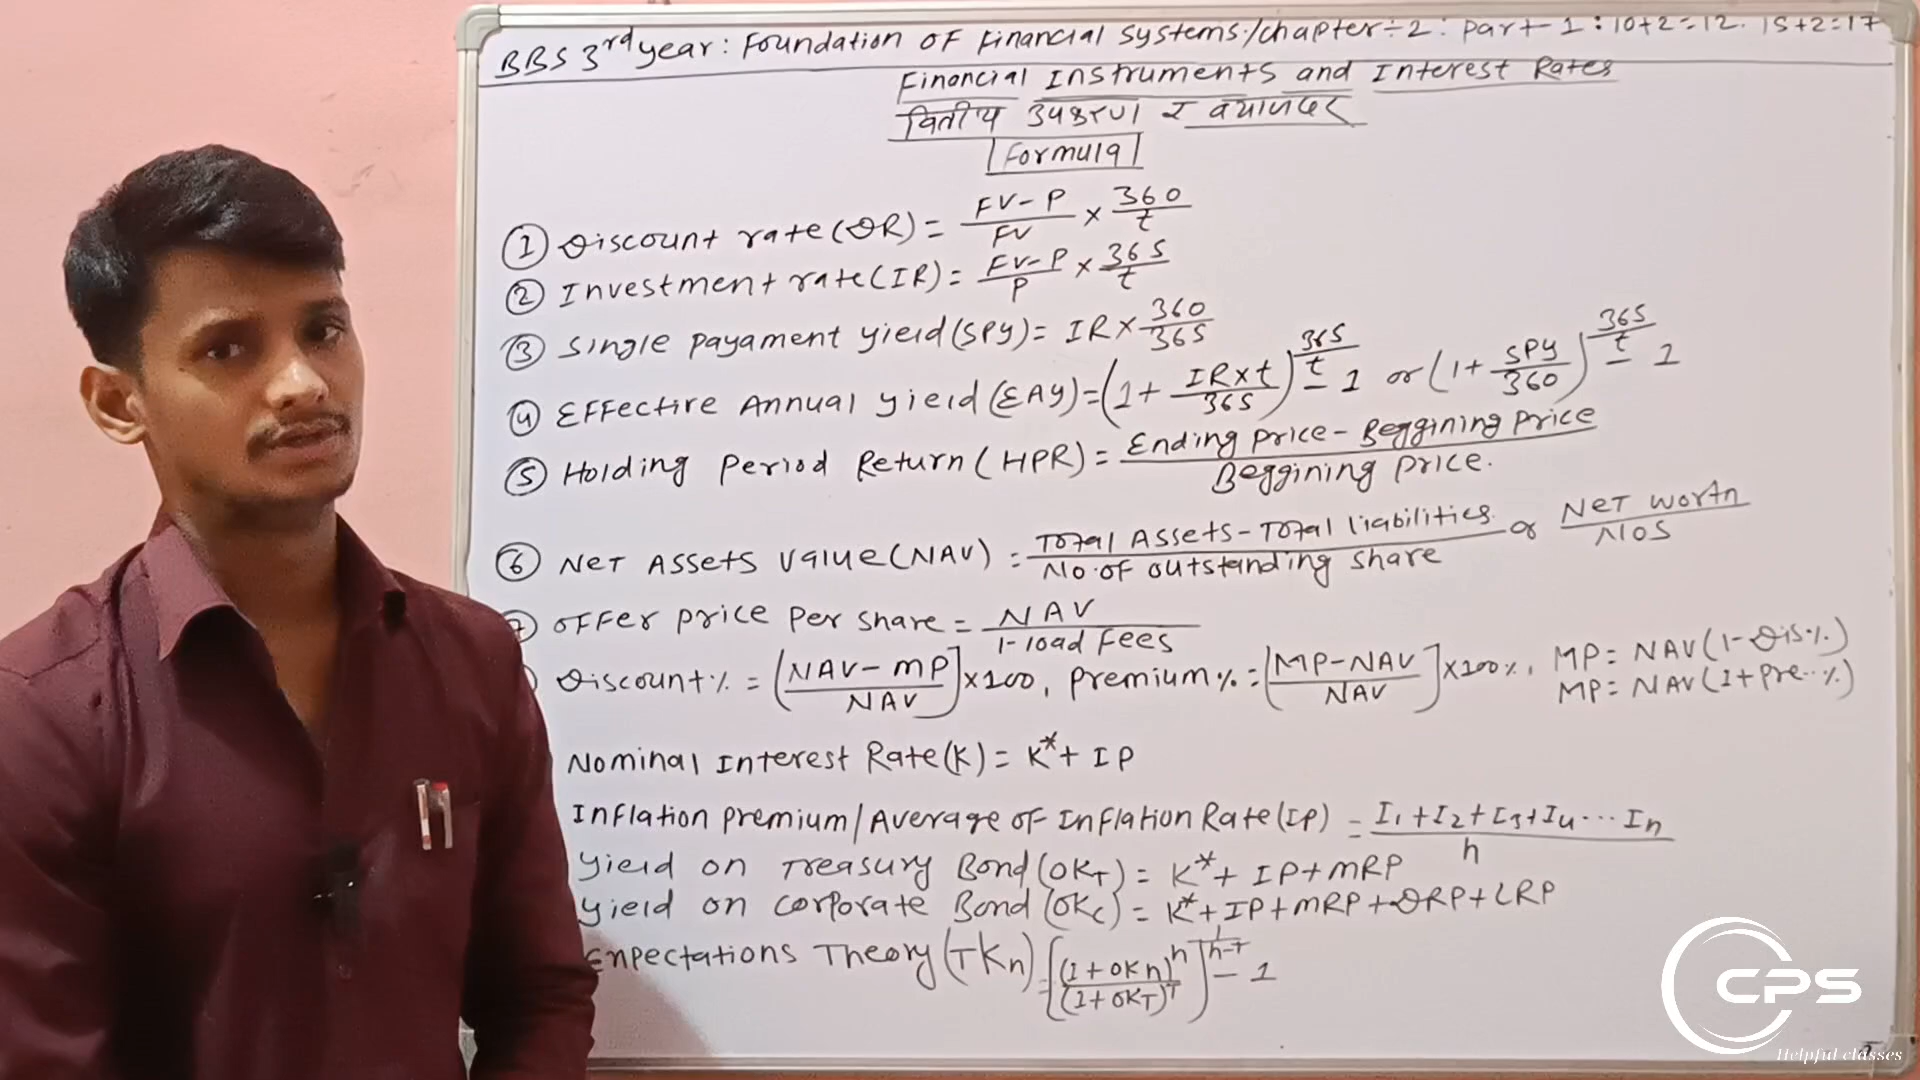 BBS 3rd year: Foundation OF Financial systems:/chapter÷2: part-1: 10+2=12. 15+2=17
Financial Instruments and Interest Rates
वित्तीय उपकरण र ब्याजदर
Formula
① Discount rate(DR) = FV-P/FV × 360/t
② Investment rate(IR) = FV-P/P × 365/t
③ Single payament yield(SPY) = IR × 360/365
④ Effective Annual yield (EAY) = (1 + IR×t/365)^365/t - 1 or (1 + SPY/360)^365/t - 1
⑤ Holding Period Return (HPR) = Ending price - Beggining price / Beggining price.
⑥ Net Assets value(NAV) = Total Assets - Total liabilities / No. of outstanding share or Net worth / NOS
Offer price per share = NAV / 1-load fees
Discount% = [NAV-MP/NAV] × 100, Premium% = [MP-NAV/NAV] × 100%, MP = NAV(1-Dis%)
MP = NAV(1+Pre..%)
Nominal Interest Rate(K) = K* + IP
Inflation premium/Average of Inflation Rate(IP) = I1+I2+I3+I4...In / n
Yield on Treasury Bond (OKT) = K* + IP + MRP
Yield on corporate Bond (OKc) = K* + IP + MRP + DRP + LRP
Expectations Theory (TKn) = [(1+OKn)^n / (1+OKT)^T]^1/n-T - 1
CPS
Helpful classes